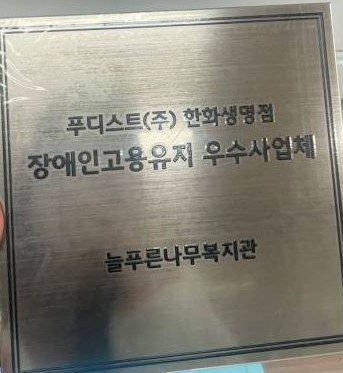 푸디스트(주) 한화생명점
장애인고용유지 우수사업체
늘푸른나무복지관